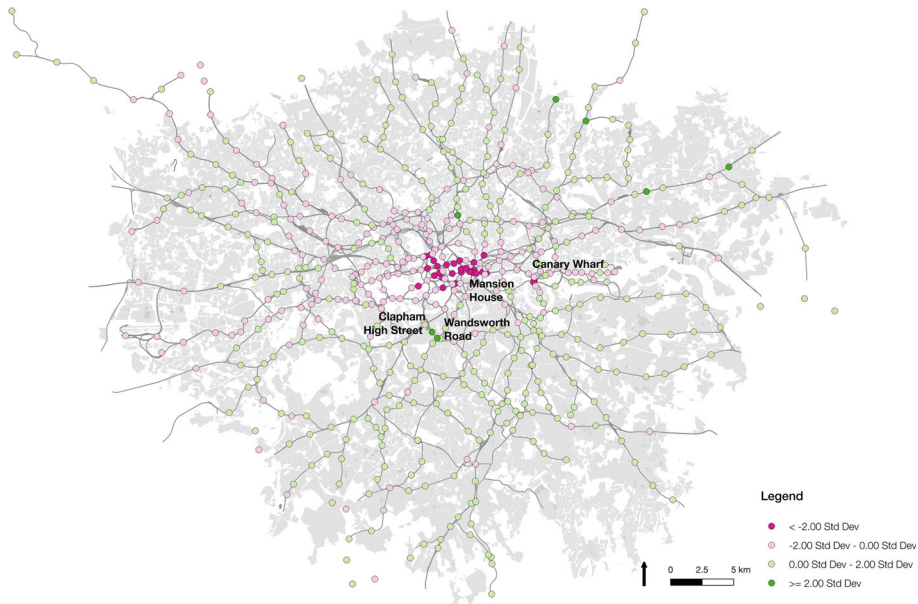 Canary Wharf
Mansion
House
Clapham
High Street
Wandsworth
Road
Legend
< -2.00 Std Dev
-2.00 Std Dev - 0.00 Std Dev
0.00 Std Dev - 2.00 Std Dev
>= 2.00 Std Dev
0 2.5 5 km